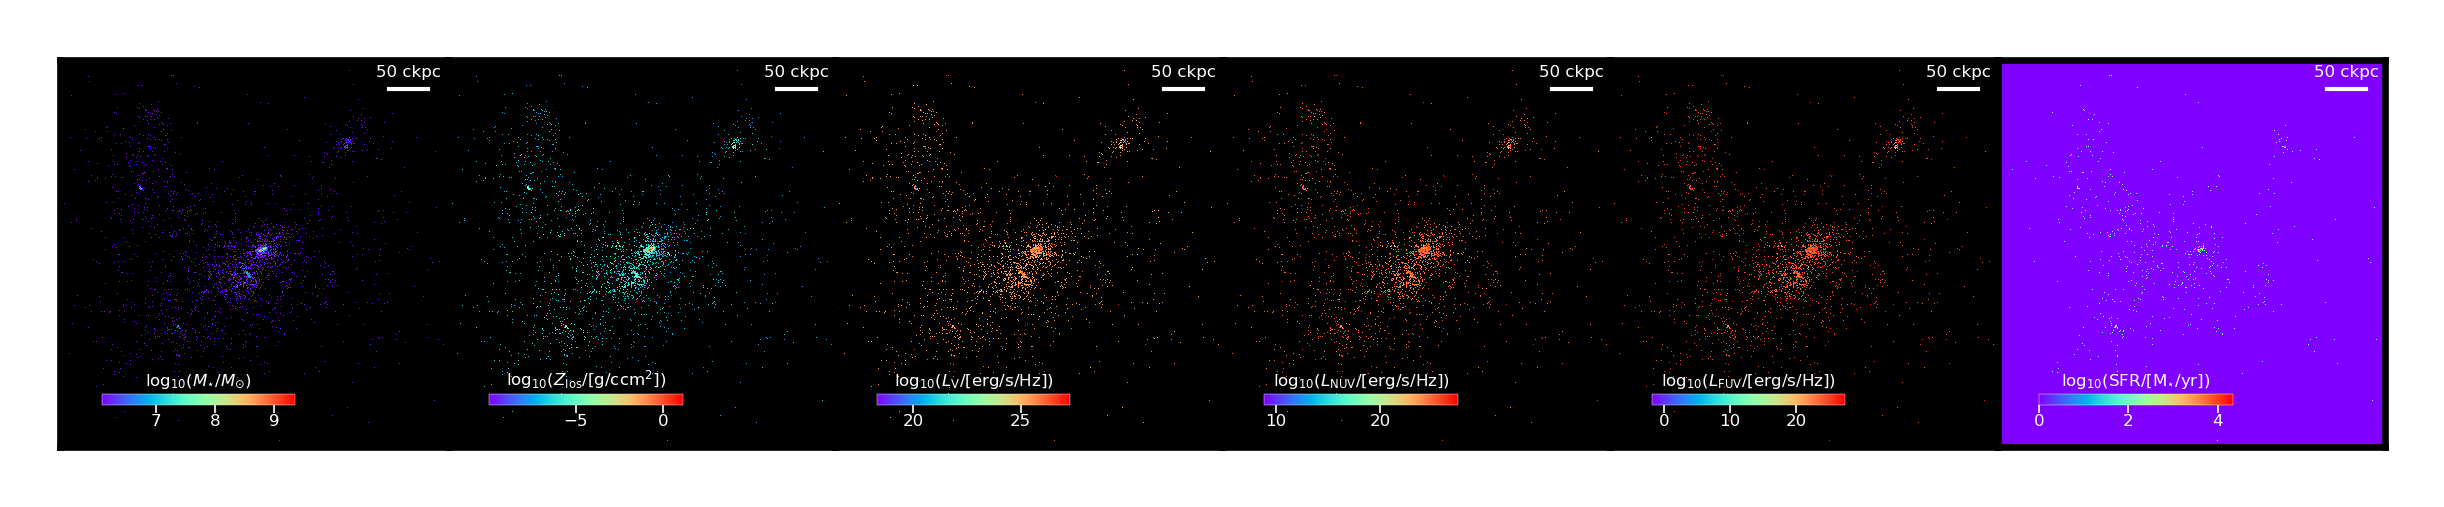 50 ckpc
log₁₀(M⋆/M⊙)
7 8 9
50 ckpc
log₁₀(Z_los/[g/ccm²])
−5 0
50 ckpc
log₁₀(L_V/[erg/s/Hz])
20 25
50 ckpc
log₁₀(L_NUV/[erg/s/Hz])
10 20
50 ckpc
log₁₀(L_FUV/[erg/s/Hz])
0 10 20
50 ckpc
log₁₀(SFR/[M⋆/yr])
0 2 4